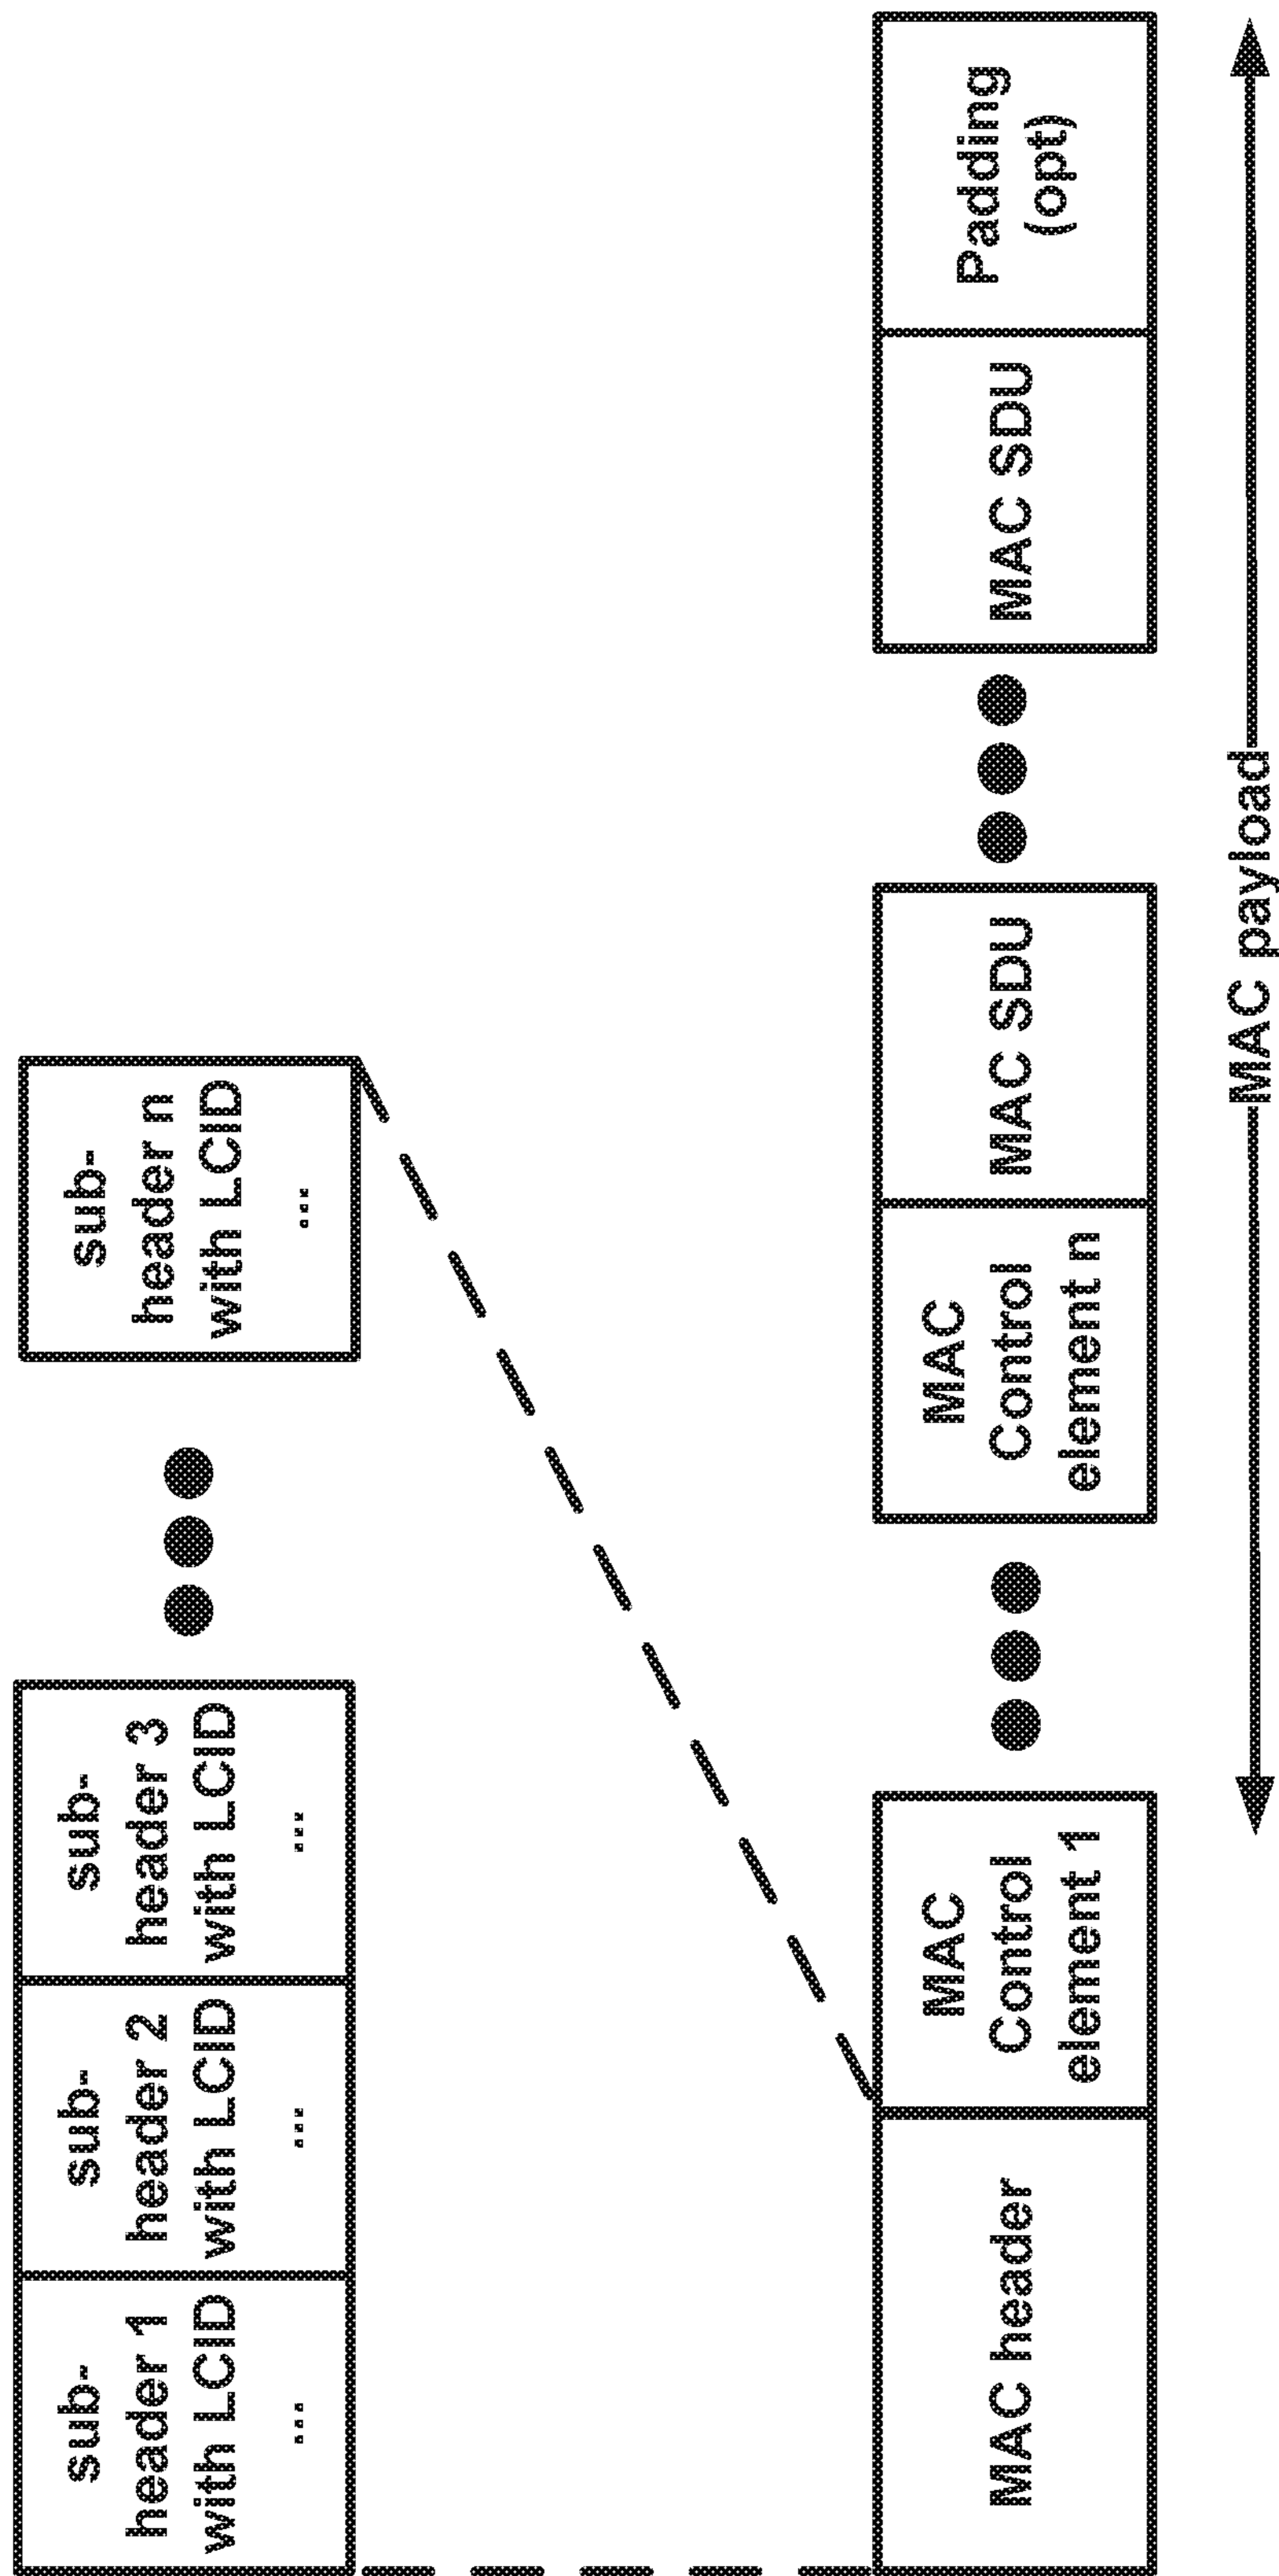 sub-
header 1
with LCID
...
sub-
header 2
with LCID
...
sub-
header 3
with LCID
...
sub-
header n
with LCID
...
MAC header
MAC
Control
element 1
MAC
Control
element n
MAC SDU
MAC SDU
Padding
(opt)
MAC payload